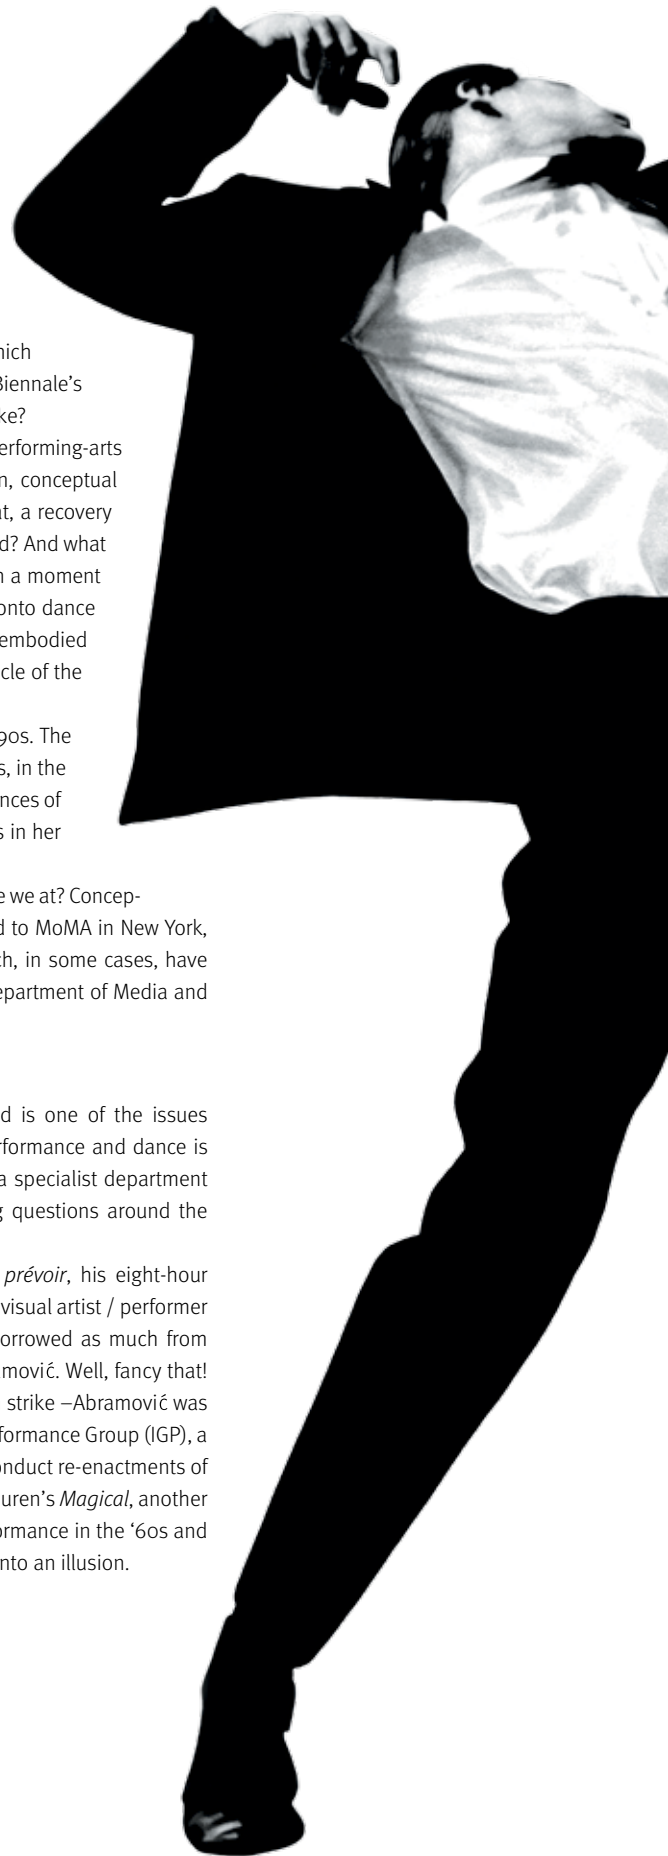 hich
Biennale's
ke?
erforming-arts
n, conceptual
at, a recovery
d? And what
n a moment
onto dance
embodied
cle of the
90s. The
s, in the
nces of
s in her
e we at? Concep-
d to MoMA in New York,
ch, in some cases, have
epartment of Media and
d is one of the issues
rformance and dance is
a specialist department
g questions around the
prévoir, his eight-hour
visual artist / performer
orrowed as much from
mović. Well, fancy that!
strike –Abramović was
formance Group (IGP), a
onduct re-enactments of
uren's Magical, another
ormance in the ‘60s and
nto an illusion.